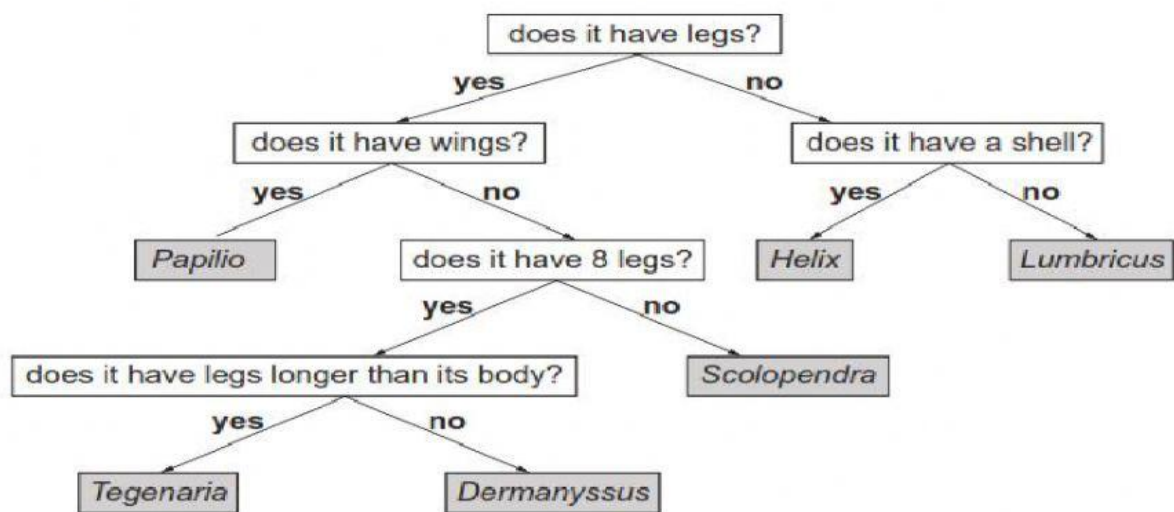 does it have legs?
yes
no
does it have wings?
does it have a shell?
yes
no
yes
no
Papilio
does it have 8 legs?
Helix
Lumbricus
yes
no
does it have legs longer than its body?
Scolopendra
yes
no
Tegenaria
Dermanyssus